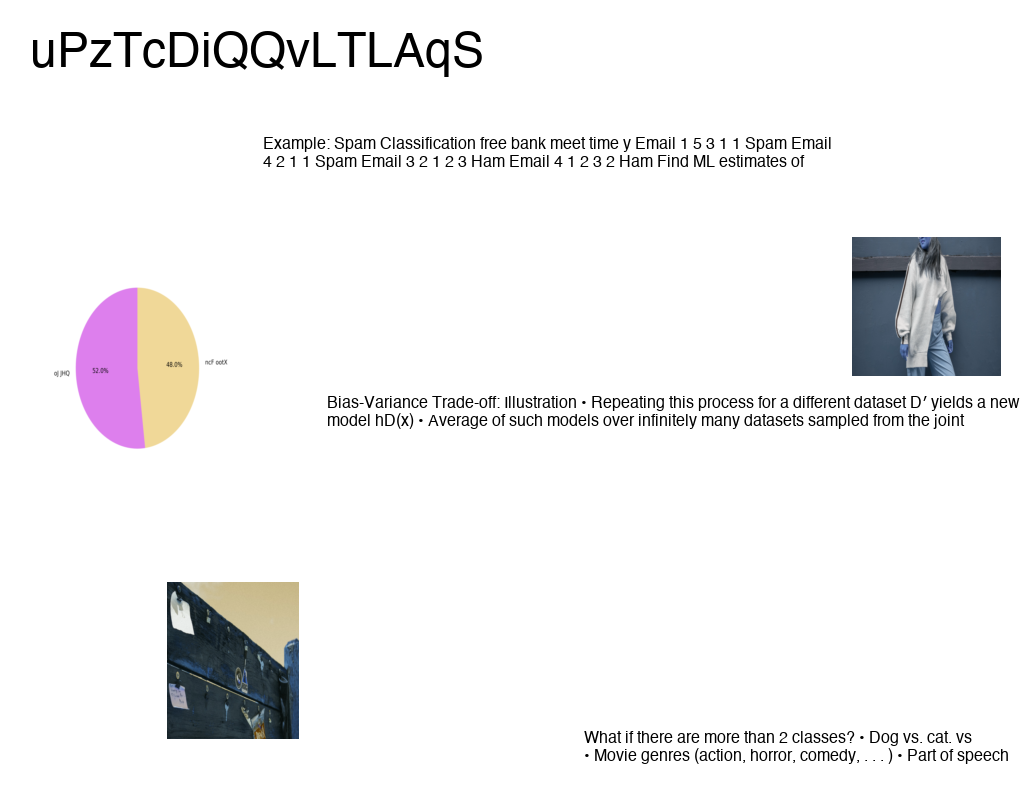 uPzTcDiQQvLTLAqS
Example: Spam Classification free bank meet time y Email 1 5 3 1 1 Spam Email
4 2 1 1 Spam Email 3 2 1 2 3 Ham Email 4 1 2 3 2 Ham Find ML estimates of
oJ JHQ
52.0%
48.0%
ncF ootX
Bias-Variance Trade-off: Illustration • Repeating this process for a different dataset D′ yields a new
model hD(x) • Average of such models over infinitely many datasets sampled from the joint
What if there are more than 2 classes? • Dog vs. cat. vs
• Movie genres (action, horror, comedy, . . . ) • Part of speech